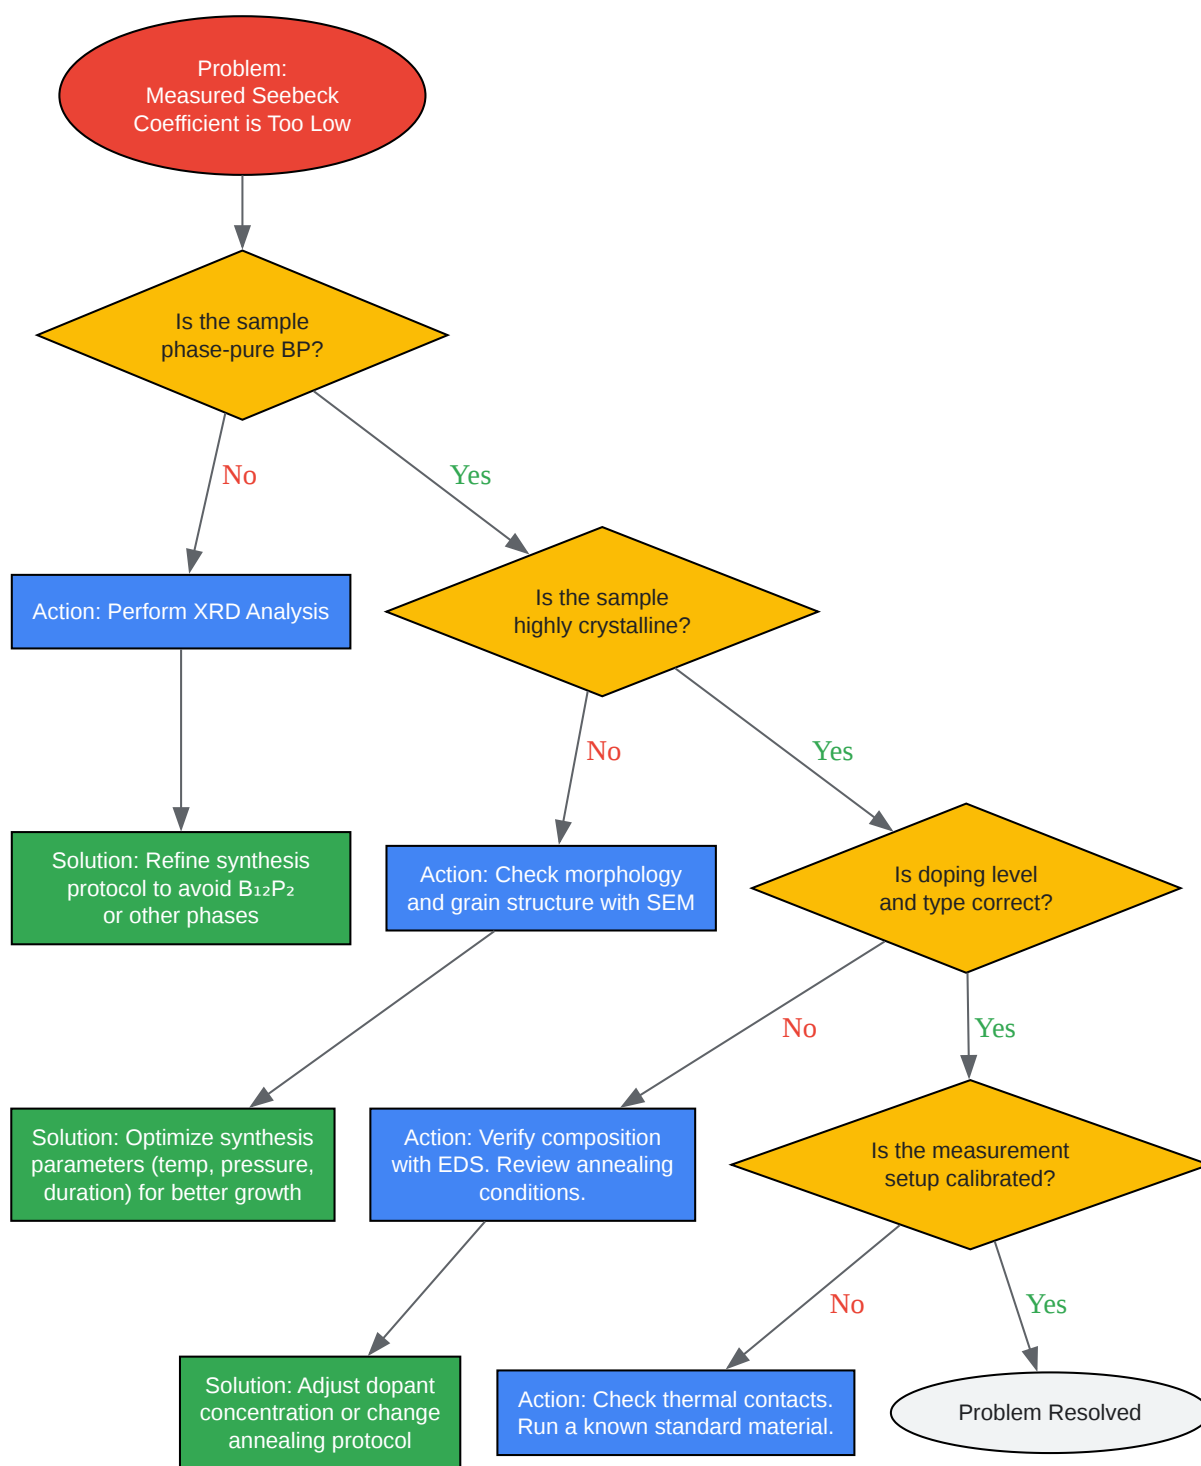 Problem:
Measured Seebeck
Coefficient is Too Low
Is the sample
phase-pure BP?
No
Yes
Action: Perform XRD Analysis
Is the sample
highly crystalline?
No
Yes
Solution: Refine synthesis
protocol to avoid B₁₂P₂
or other phases
Action: Check morphology
and grain structure with SEM
Is doping level
and type correct?
No
Yes
Solution: Optimize synthesis
parameters (temp, pressure,
duration) for better growth
Action: Verify composition
with EDS. Review annealing
conditions.
Is the measurement
setup calibrated?
No
Yes
Solution: Adjust dopant
concentration or change
annealing protocol
Action: Check thermal contacts.
Run a known standard material.
Problem Resolved